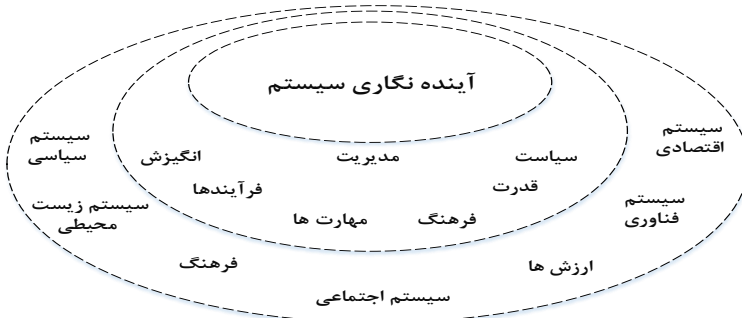 آینده نگاری سیستم
سیستم
اقتصادی
سیاست
مدیریت
انگیزش
سیستم
سیاسی
قدرت
فرآیندها
سیستم
فناوری
فرهنگ
مهارت ها
سیستم زیست
محیطی
ارزش ها
فرهنگ
سیستم اجتماعی